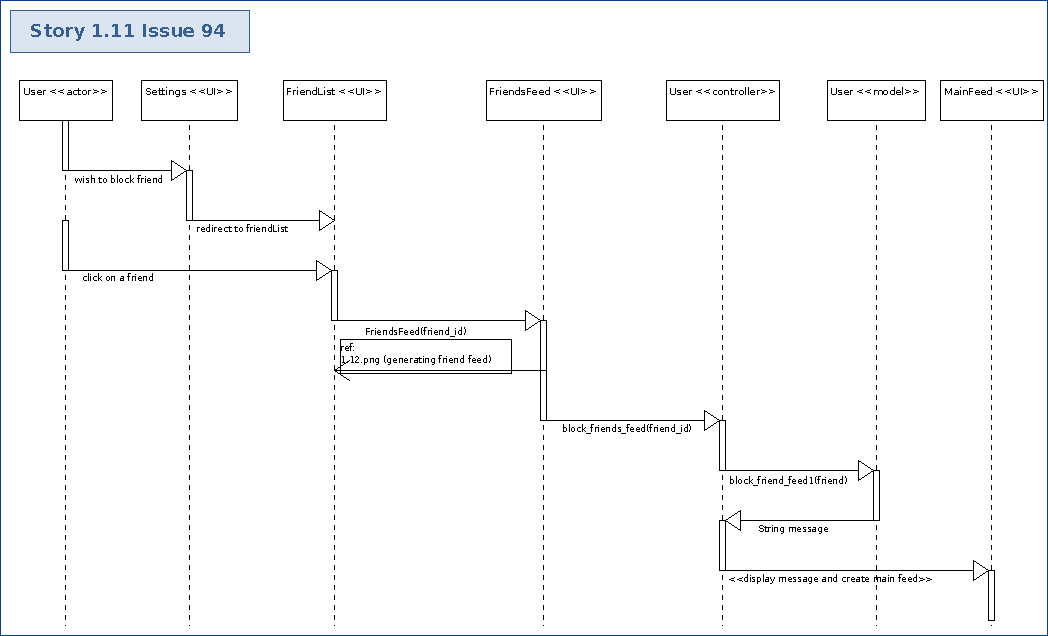 Story 1.11 Issue 94
User <<actor>>
Settings <<UI>>
FriendList <<UI>>
FriendsFeed <<UI>>
User <<controller>>
User <<model>>
MainFeed <<UI>>
wish to block friend
redirect to friendList
click on a friend
FriendsFeed(friend_id)
ref:
1.12.png (generating friend feed)
block_friends_feed(friend_id)
block_friend_feed1(friend)
String message
<<display message and create main feed>>